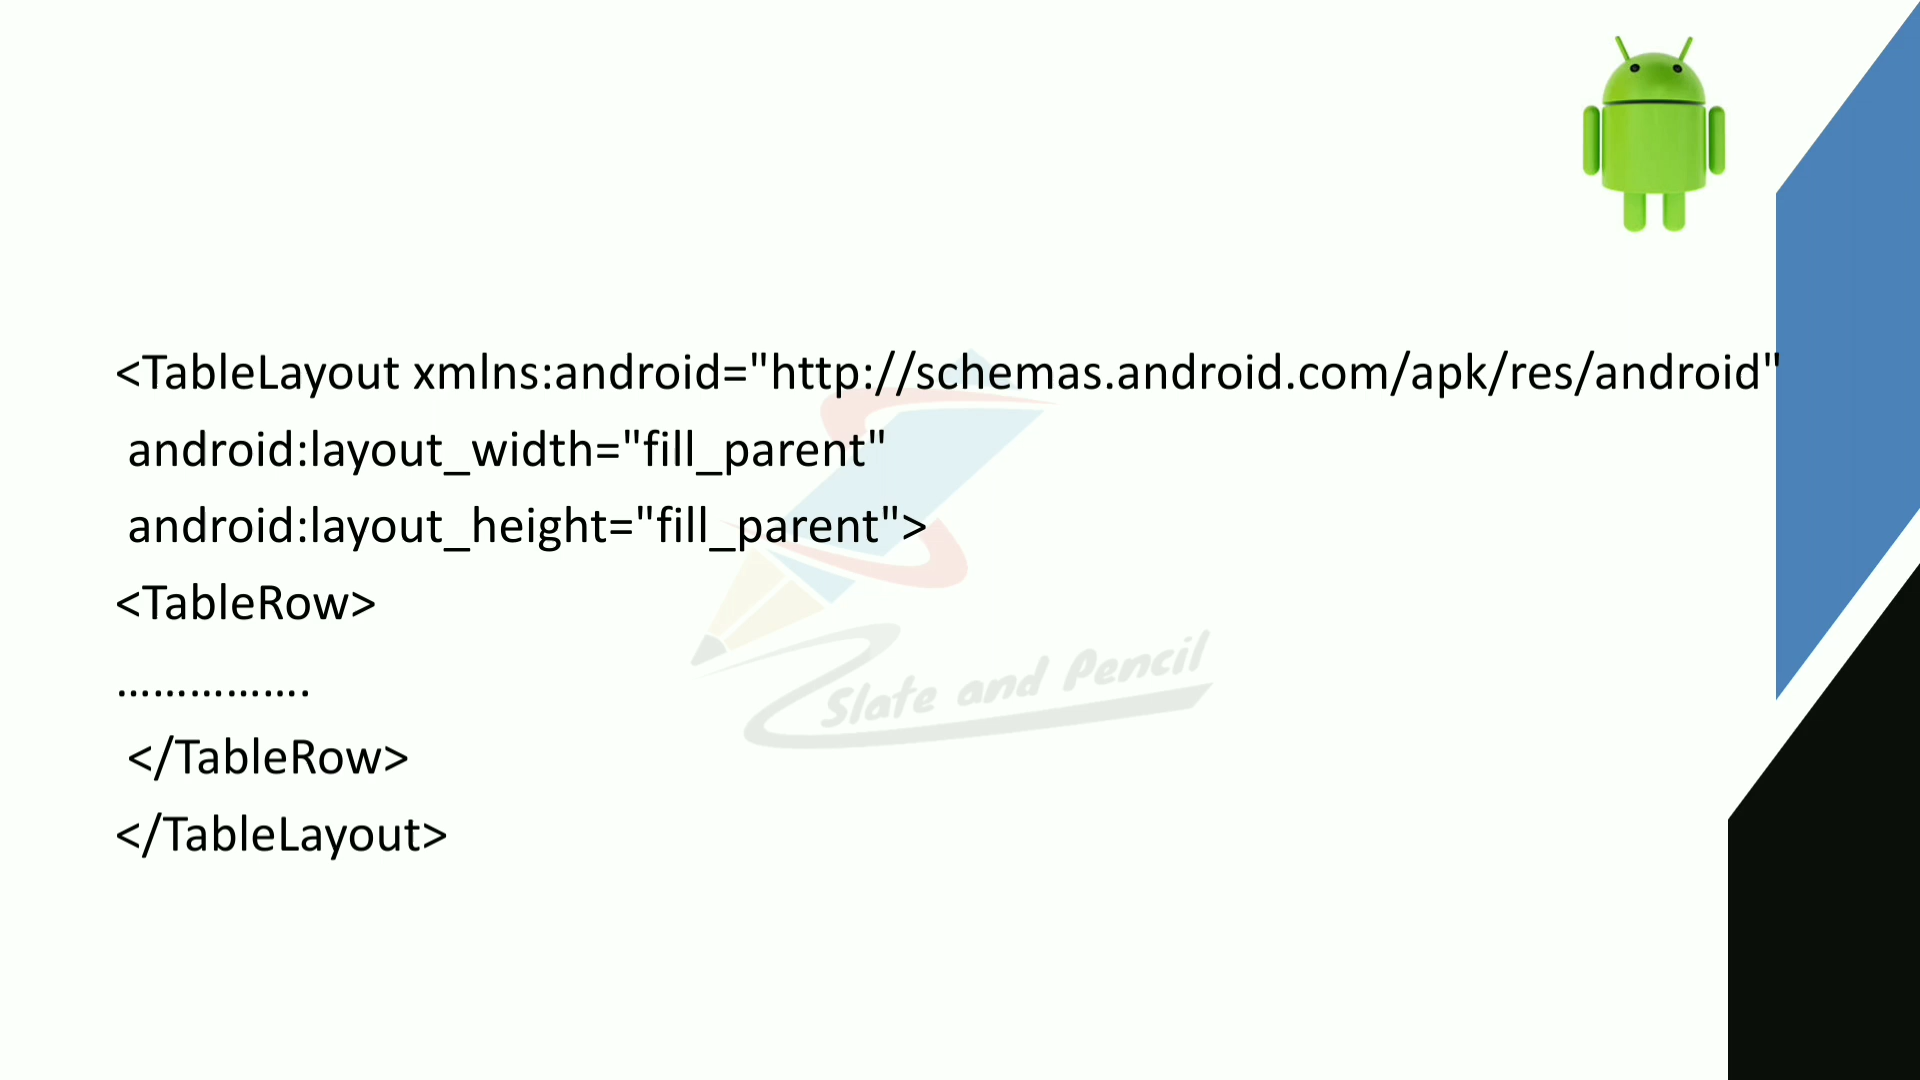 <TableLayout xmlns:android="http://schemas.android.com/apk/res/android"
android:layout_width="fill_parent"
android:layout_height="fill_parent">
<TableRow>
…………….
</TableRow>
</TableLayout>
Slate and Pencil